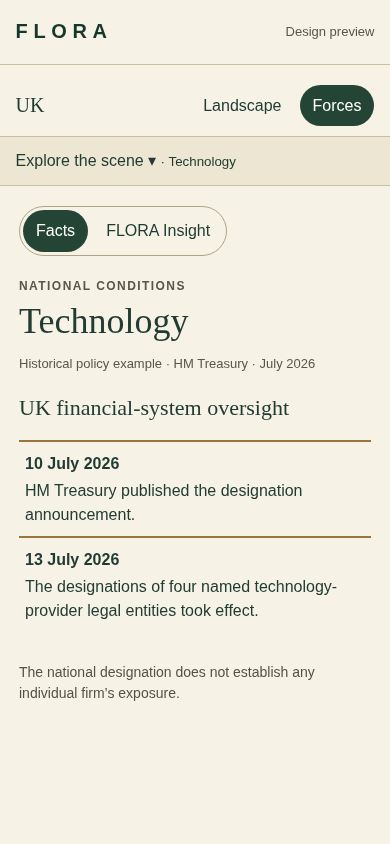 FLORA
Design preview
UK
Landscape
Forces
Explore the scene ▾ · Technology
Facts
FLORA Insight
NATIONAL CONDITIONS
Technology
Historical policy example · HM Treasury · July 2026
UK financial-system oversight
10 July 2026
HM Treasury published the designation
announcement.
13 July 2026
The designations of four named technology-
provider legal entities took effect.
The national designation does not establish any
individual firm's exposure.